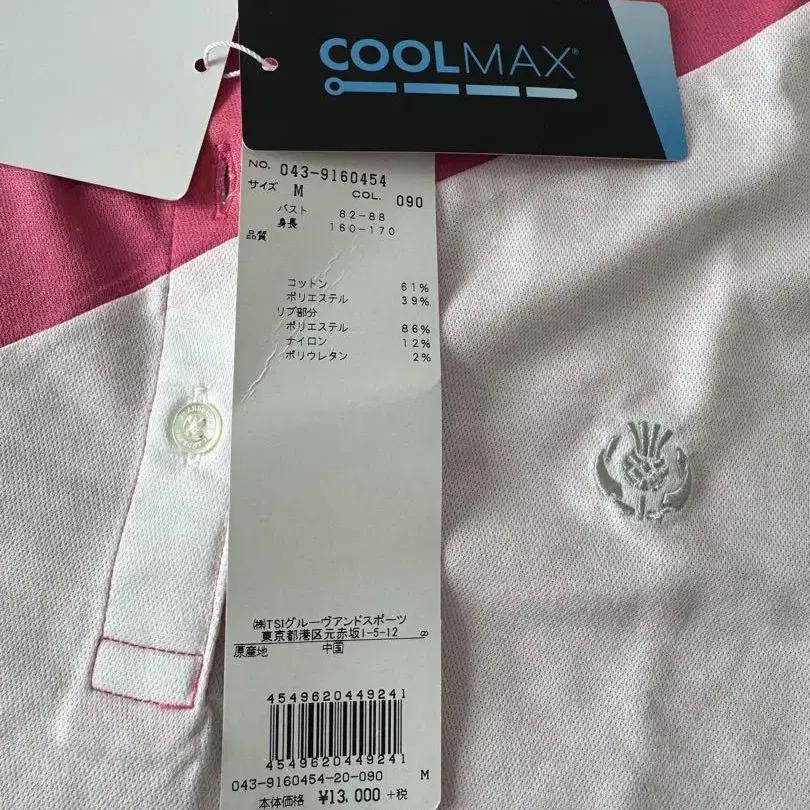 COOLMAX®
NO. 043-9160454
サイズ M COL. 090
バスト 82-88
身長 160-170
品質
コットン 61%
ポリエステル 39%
リブ部分
ポリエステル 86%
ナイロン 12%
ポリウレタン 2%
㈱TSIグルーヴアンドスポーツ
東京都港区元赤坂1-5-12 8
原産地 中国
4549620449241
4549620449241
043-9160454-20-090 M
本体価格 ¥13,000 +税